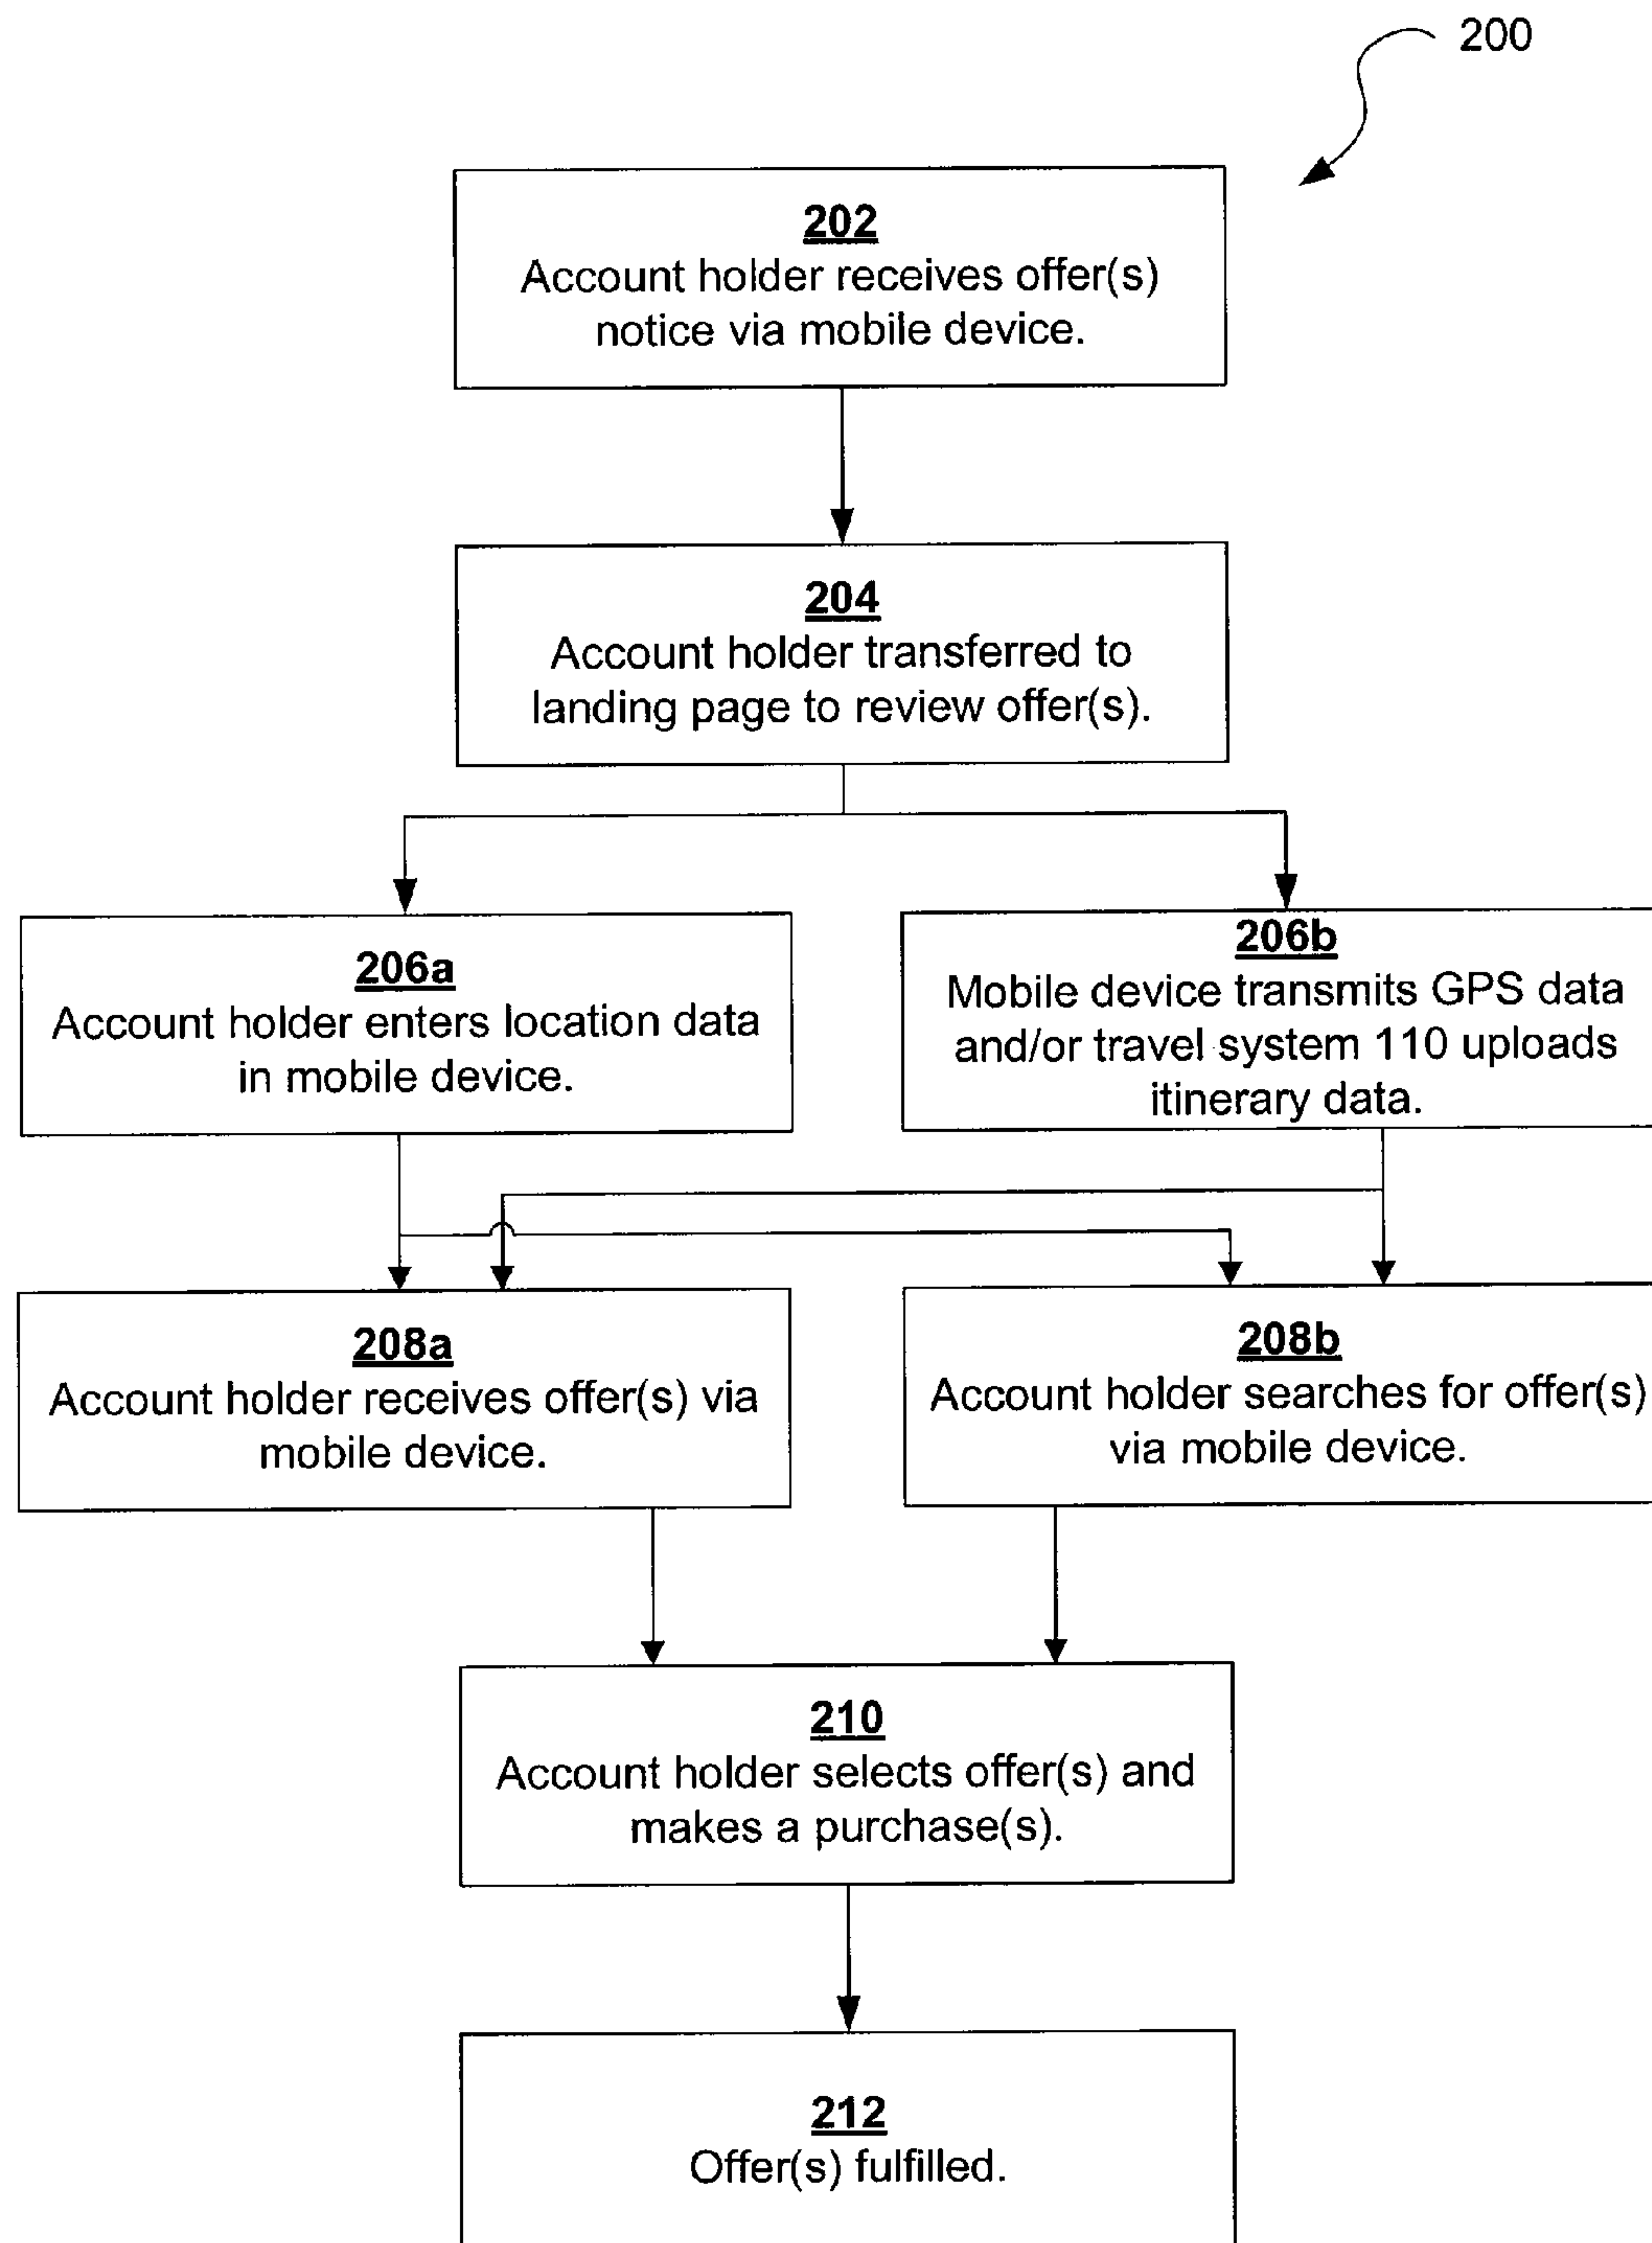 200
202
Account holder receives offer(s)
notice via mobile device.
204
Account holder transferred to
landing page to review offer(s).
206a
Account holder enters location data
in mobile device.
206b
Mobile device transmits GPS data
and/or travel system 110 uploads
itinerary data.
208a
Account holder receives offer(s) via
mobile device.
208b
Account holder searches for offer(s)
via mobile device.
210
Account holder selects offer(s) and
makes a purchase(s).
212
Offer(s) fulfilled.